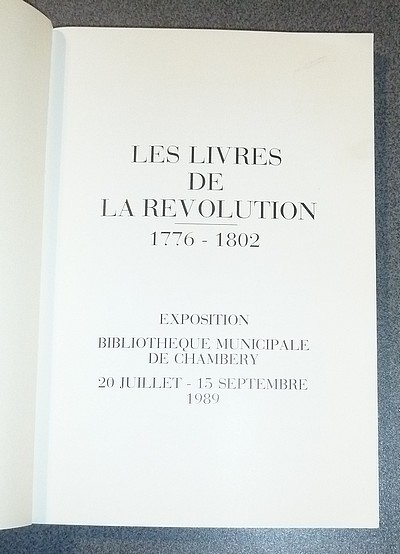 LES LIVRES
DE
LA REVOLUTION
1776 - 1802
EXPOSITION
BIBLIOTHEQUE MUNICIPALE
DE CHAMBERY
20 JUILLET - 15 SEPTEMBRE
1989